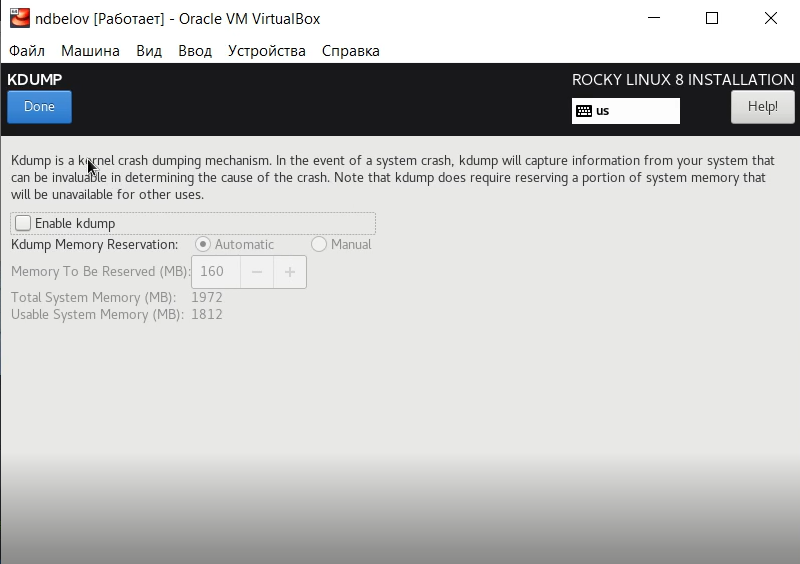 ndbelov [Работает] - Oracle VM VirtualBox
Файл Машина Вид Ввод Устройства Справка
KDUMP
ROCKY LINUX 8 INSTALLATION
Done
us
Help!
Kdump is a kernel crash dumping mechanism. In the event of a system crash, kdump will capture information from your system that
can be invaluable in determining the cause of the crash. Note that kdump does require reserving a portion of system memory that
will be unavailable for other uses.
Enable kdump
Kdump Memory Reservation: Automatic Manual
Memory To Be Reserved (MB): 160 − +
Total System Memory (MB): 1972
Usable System Memory (MB): 1812